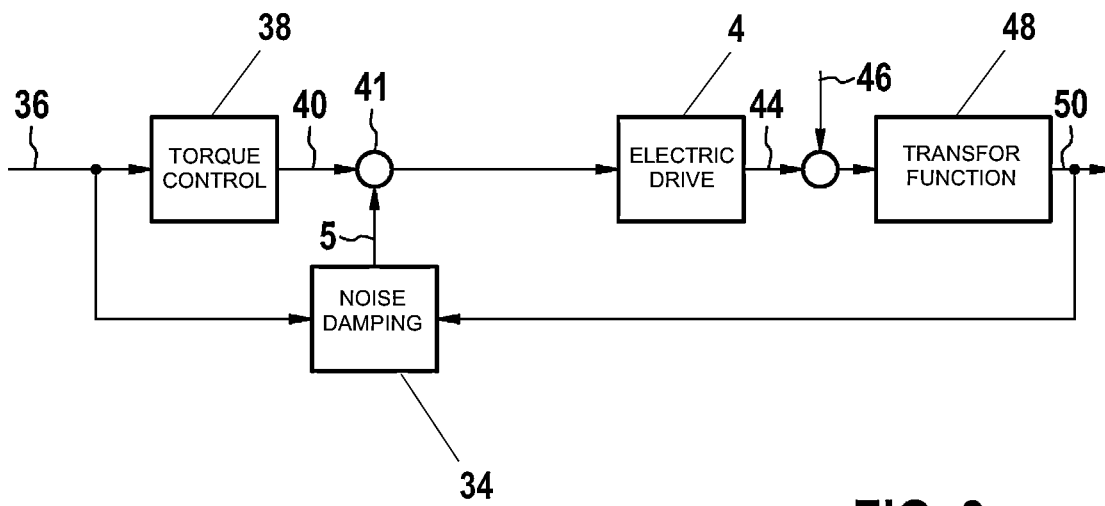 38
4
48
36
40
41
44
46
50
TORQUE
CONTROL
ELECTRIC
DRIVE
TRANSFOR
FUNCTION
5
NOISE
DAMPING
34